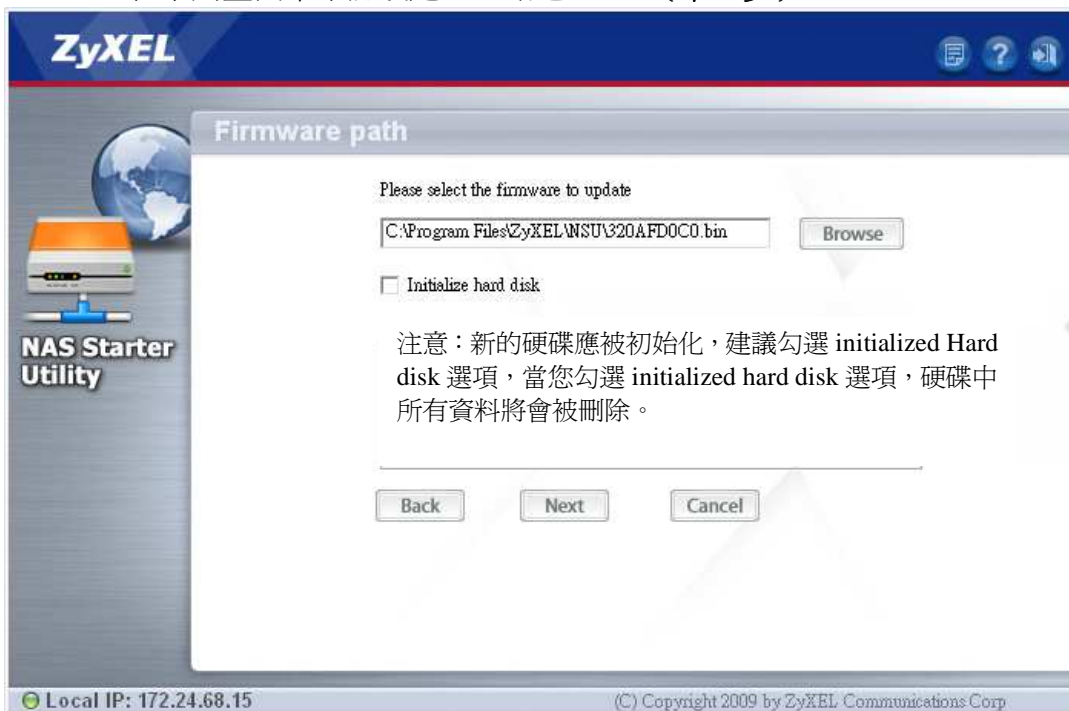 ZyXEL
Firmware path
Please select the firmware to update
C:\Program Files\ZyXEL\NSU\320AFD0C0.bin
Browse
Initialize hard disk
注意：新的硬碟應被初始化，建議勾選 initialized Hard
disk 選項，當您勾選 initialized hard disk 選項，硬碟中
所有資料將會被刪除。
NAS Starter
Utility
Back
Next
Cancel
Local IP: 172.24.68.15
(C) Copyright 2009 by ZyXEL Communications Corp